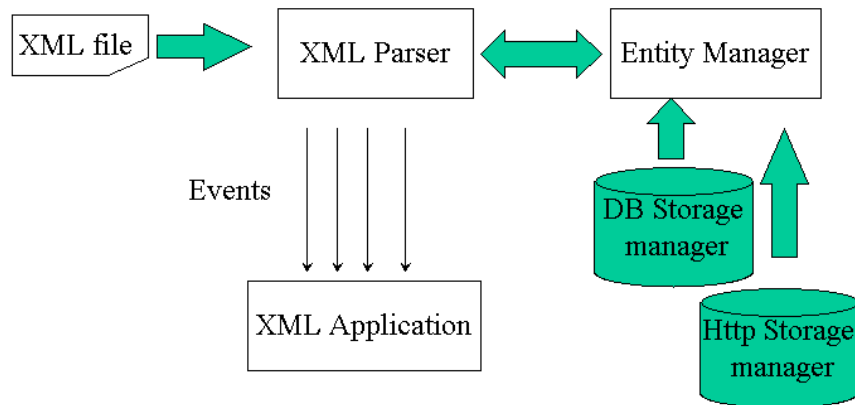 XML file
XML Parser
Entity Manager
Events
DB Storage
manager
XML Application
Http Storage
manager